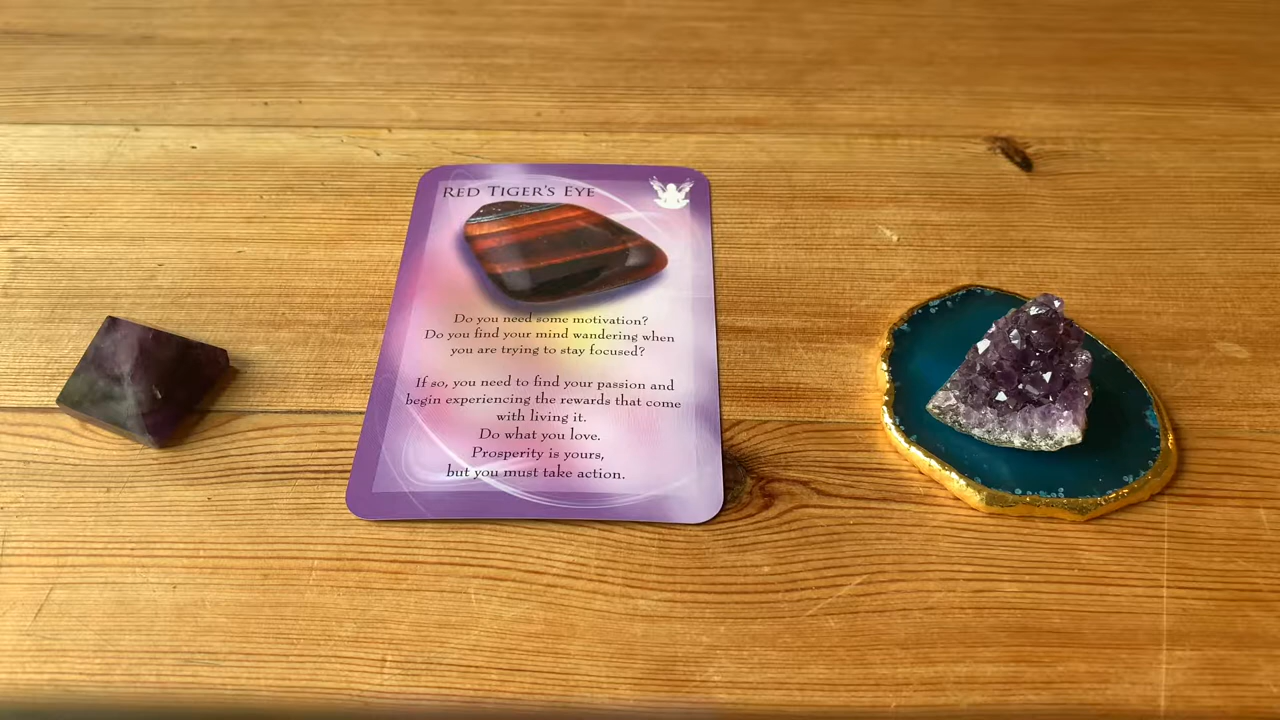 RED TIGER'S EYE
Do you need some motivation?
Do you find your mind wandering when
you are trying to stay focused?
If so, you need to find your passion and
begin experiencing the rewards that come
with living it.
Do what you love.
Prosperity is yours,
but you must take action.